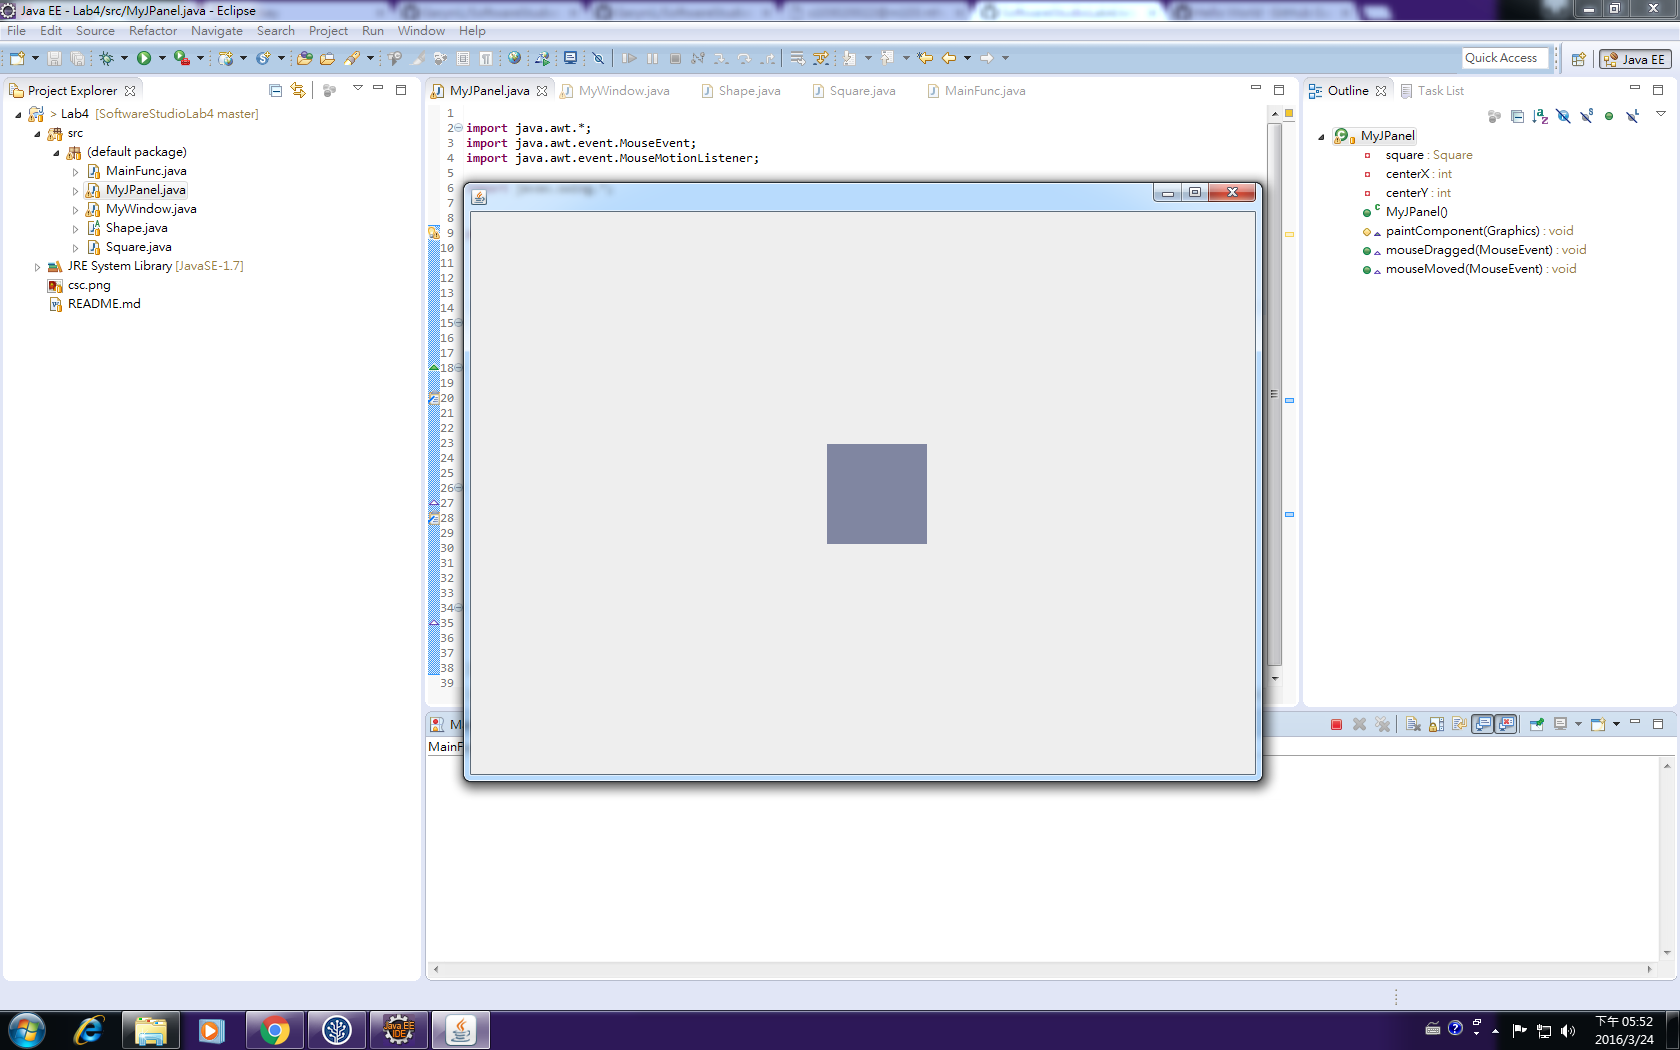 Java EE - Lab4/src/MyJPanel.java - Eclipse
File Edit Source Refactor Navigate Search Project Run Window Help
Quick Access
Java EE
Project Explorer
> Lab4 [SoftwareStudioLab4 master]
src
(default package)
MainFunc.java
MyJPanel.java
MyWindow.java
Shape.java
Square.java
JRE System Library [JavaSE-1.7]
csc.png
README.md
MyJPanel.java MyWindow.java Shape.java Square.java MainFunc.java
1
2 import java.awt.*;
3 import java.awt.event.MouseEvent;
4 import java.awt.event.MouseMotionListener;
5
6
7
8
9
10
11
12
13
14
15
16
17
18
19
20
21
22
23
24
25
26
27
28
29
30
31
32
33
34
35
36
37
38
39
Outline Task List
MyJPanel
square : Square
centerX : int
centerY : int
MyJPanel()
paintComponent(Graphics) : void
mouseDragged(MouseEvent) : void
mouseMoved(MouseEvent) : void
Java EE
IDE
下午 05:52
2016/3/24